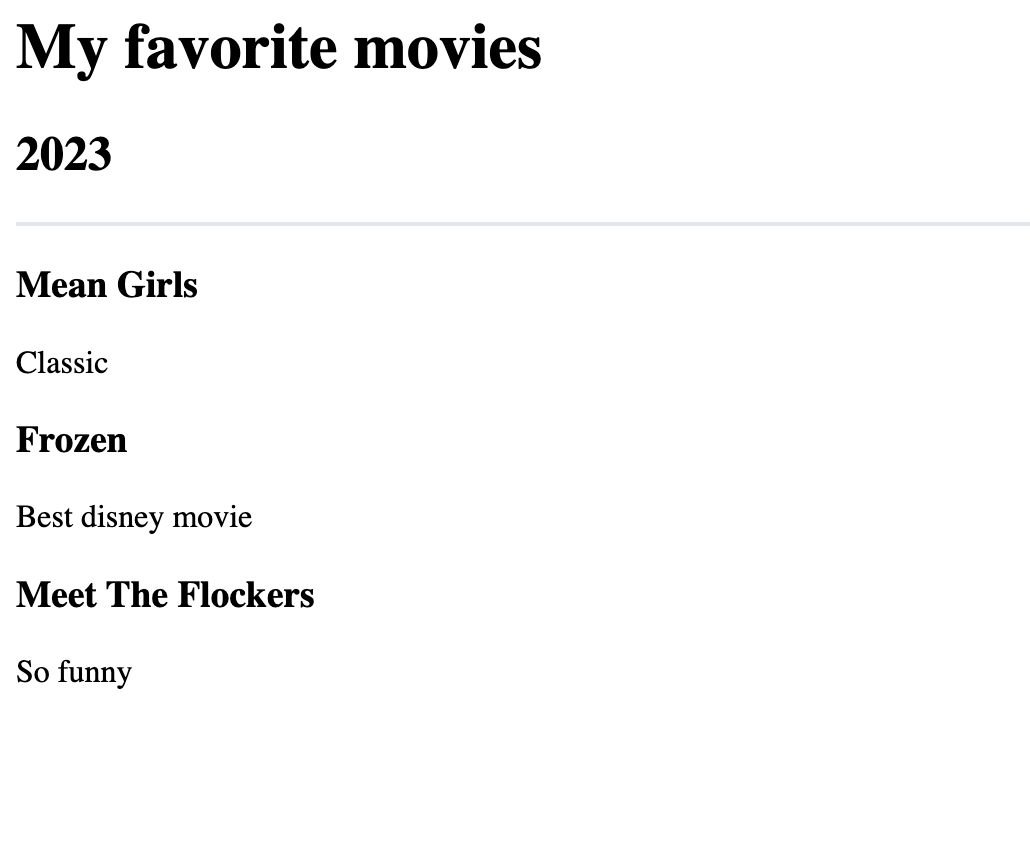 My favorite movies
2023
Mean Girls
Classic
Frozen
Best disney movie
Meet The Flockers
So funny